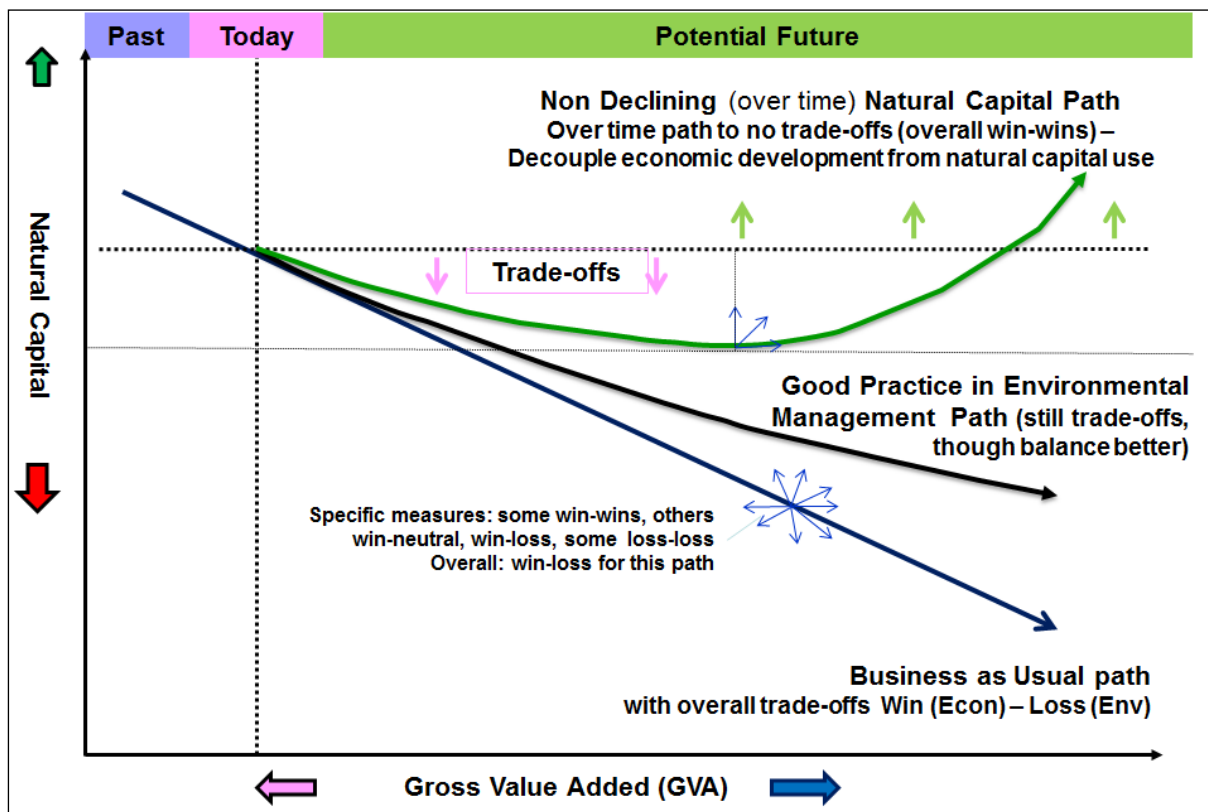 Past
Today
Potential Future
Non Declining (over time) Natural Capital Path
Over time path to no trade-offs (overall win-wins) –
Decouple economic development from natural capital use
Natural Capital
Trade-offs
Good Practice in Environmental
Management Path (still trade-offs,
though balance better)
Specific measures: some win-wins, others
win-neutral, win-loss, some loss-loss
Overall: win-loss for this path
Business as Usual path
with overall trade-offs Win (Econ) – Loss (Env)
Gross Value Added (GVA)